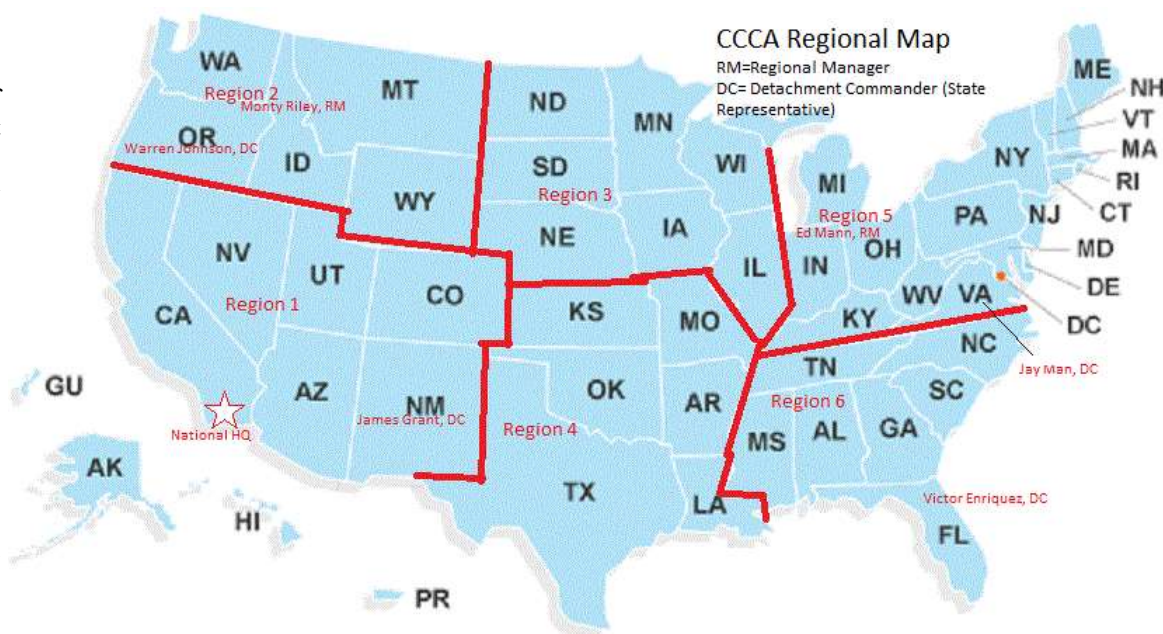 CCCA Regional Map
RM=Regional Manager
DC= Detachment Commander (State
Representative)
WA
Region 2
Monty Riley, RM
MT
ND
MN
ME
NH
VT
OR
Warren Johnson, DC
ID
SD
WI
MI
NY
MA
RI
CT
WY
Region 3
Region 5
Ed Mann, RM
PA
NJ
NE
IA
OH
MD
NV
UT
CO
IL
IN
DE
Region 1
CA
KS
MO
KY
WV
VA
DC
NC
Jay Man, DC
TN
GU
AZ
NM
James Grant, DC
OK
AR
Region 6
SC
National HQ
Region 4
MS
AL
GA
AK
TX
LA
Victor Enriquez, DC
HI
FL
PR